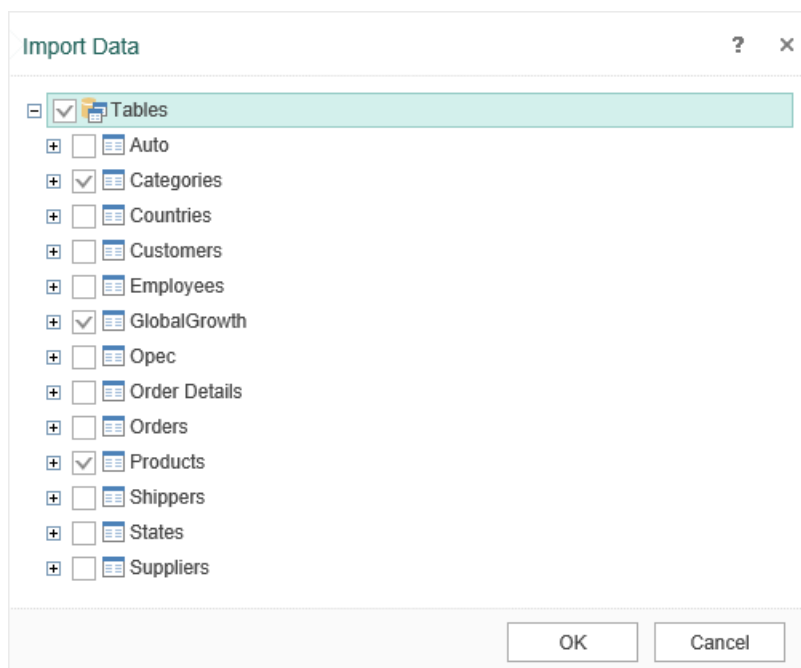 Import Data ? ×
Tables
Auto
Categories
Countries
Customers
Employees
GlobalGrowth
Opec
Order Details
Orders
Products
Shippers
States
Suppliers
OK Cancel